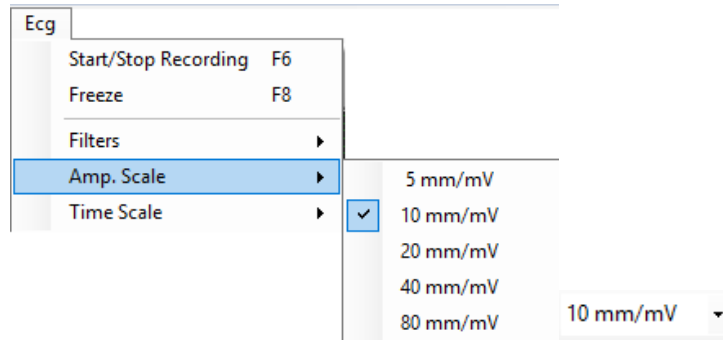 Ecg
Start/Stop Recording F6
Freeze F8
Filters
Amp. Scale
Time Scale
5 mm/mV
10 mm/mV
20 mm/mV
40 mm/mV
80 mm/mV
10 mm/mV